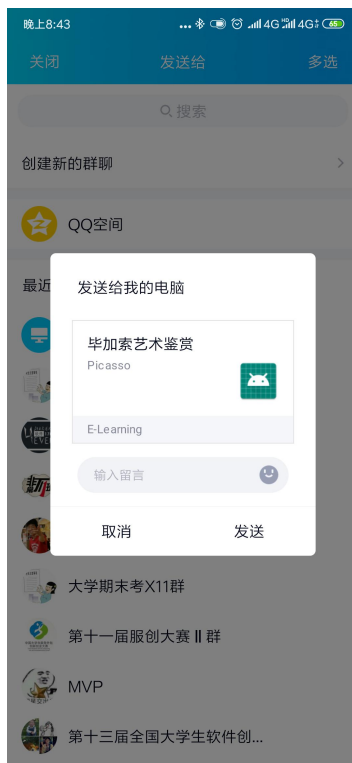 晚上8:43
... 4G HD 4G 65
关闭 发送给 多选
搜索
创建新的群聊
QQ空间
最近
发送给我的电脑
毕加索艺术鉴赏
Picasso
E-Learning
输入留言
取消 发送
大学期末考X11群
第十一届服创大赛Ⅱ群
MVP
第十三届全国大学生软件创...